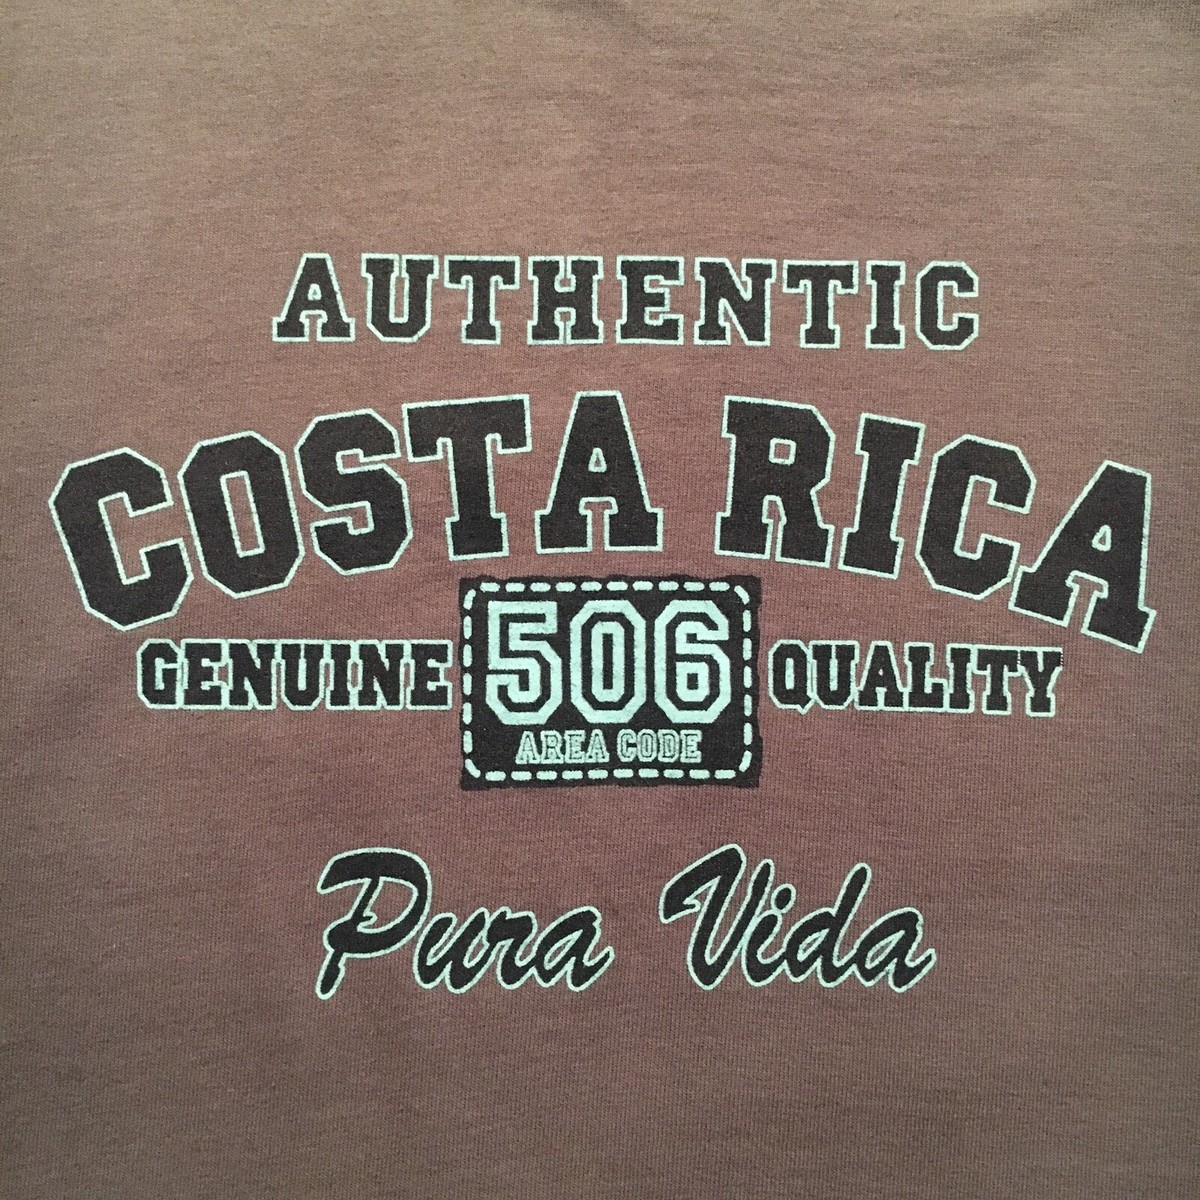 AUTHENTIC
COSTA RICA
GENUINE 506 QUALITY
AREA CODE
Pura Vida